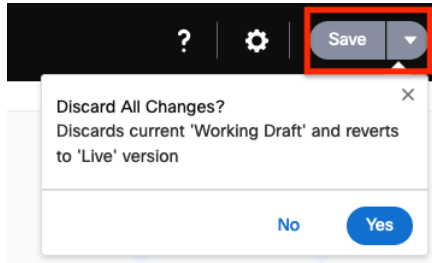 ?
Save
Discard All Changes?
Discards current 'Working Draft' and reverts
to 'Live' version
No
Yes